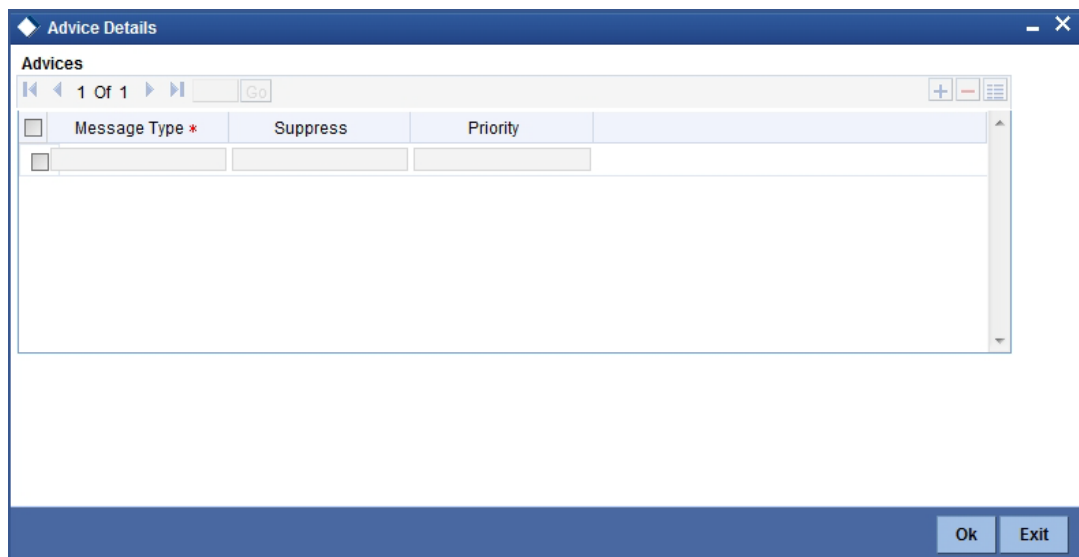 Advice Details
Advices
1 Of 1 Go
Message Type * Suppress Priority
Ok Exit